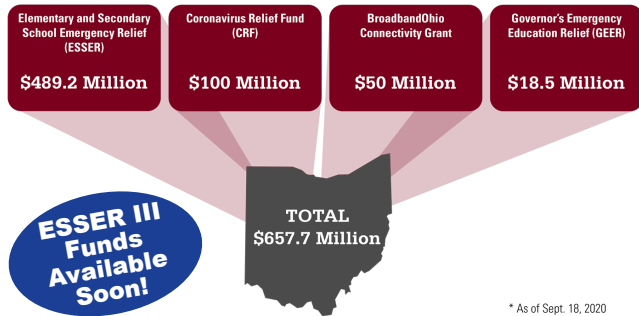 Elementary and Secondary
School Emergency Relief
(ESSER)
$489.2 Million
Coronavirus Relief Fund
(CRF)
$100 Million
BroadbandOhio
Connectivity Grant
$50 Million
Governor's Emergency
Education Relief (GEER)
$18.5 Million
TOTAL
$657.7 Million
ESSER III
Funds
Available
Soon!
* As of Sept. 18, 2020